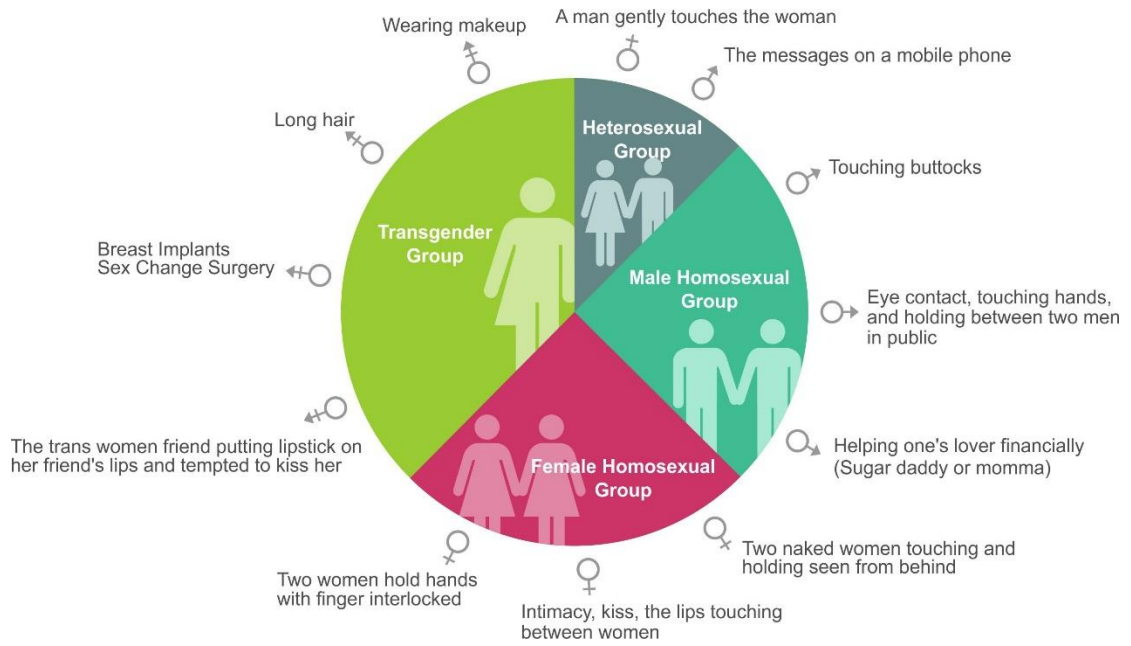 A man gently touches the woman
Wearing makeup
The messages on a mobile phone
Long hair
Heterosexual
Group
Touching buttocks
Transgender
Group
Breast Implants
Sex Change Surgery
Male Homosexual
Group
Eye contact, touching hands,
and holding between two men
in public
The trans women friend putting lipstick on
her friend's lips and tempted to kiss her
Helping one's lover financially
(Sugar daddy or momma)
Female Homosexual
Group
Two naked women touching and
holding seen from behind
Two women hold hands
with finger interlocked
Intimacy, kiss, the lips touching
between women